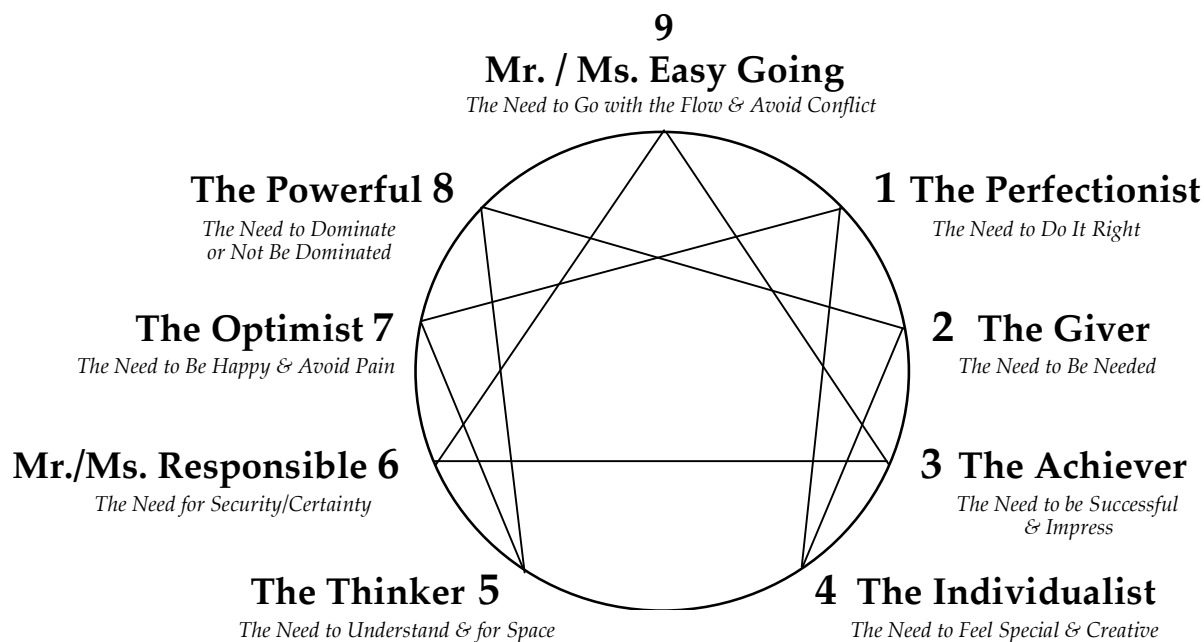 9
Mr. / Ms. Easy Going
The Need to Go with the Flow & Avoid Conflict
The Powerful 8
The Need to Dominate
or Not Be Dominated
1 The Perfectionist
The Need to Do It Right
The Optimist 7
The Need to Be Happy & Avoid Pain
2 The Giver
The Need to Be Needed
Mr./Ms. Responsible 6
The Need for Security/Certainty
3 The Achiever
The Need to be Successful
& Impress
The Thinker 5
The Need to Understand & for Space
4 The Individualist
The Need to Feel Special & Creative